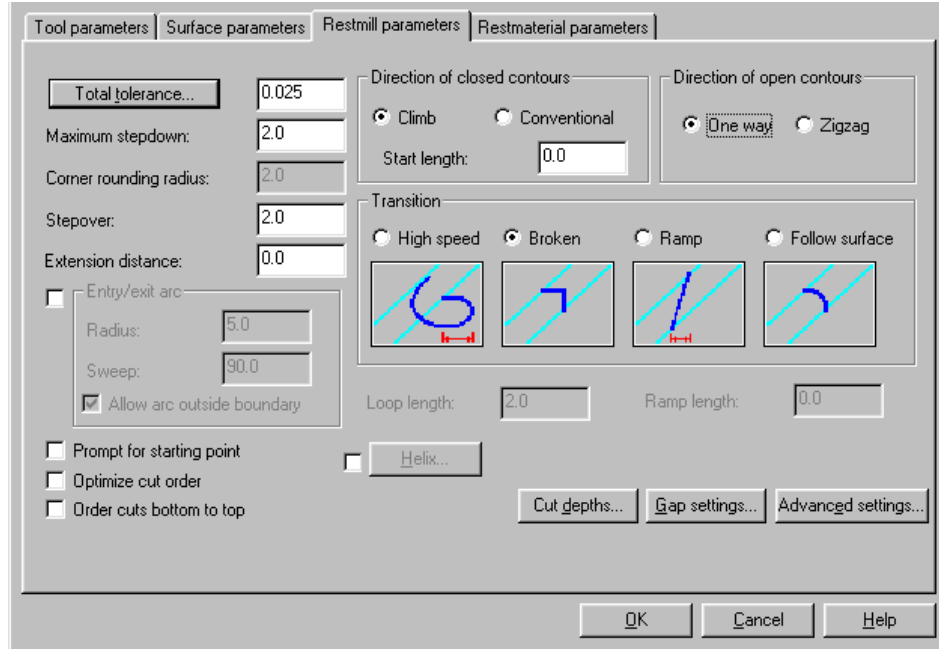 Tool parameters Surface parameters Restmill parameters Restmaterial parameters
Total tolerance... 0.025
Maximum stepdown: 2.0
Corner rounding radius: 2.0
Stepover: 2.0
Extension distance: 0.0
Entry/exit arc
Radius: 5.0
Sweep: 90.0
Allow arc outside boundary
Prompt for starting point
Optimize cut order
Order cuts bottom to top
Direction of closed contours
Climb Conventional
Start length: 0.0
Direction of open contours
One way Zigzag
Transition
High speed Broken Ramp Follow surface
Loop length: 2.0 Ramp length: 0.0
Helix...
Cut depths... Gap settings... Advanced settings...
OK Cancel Help